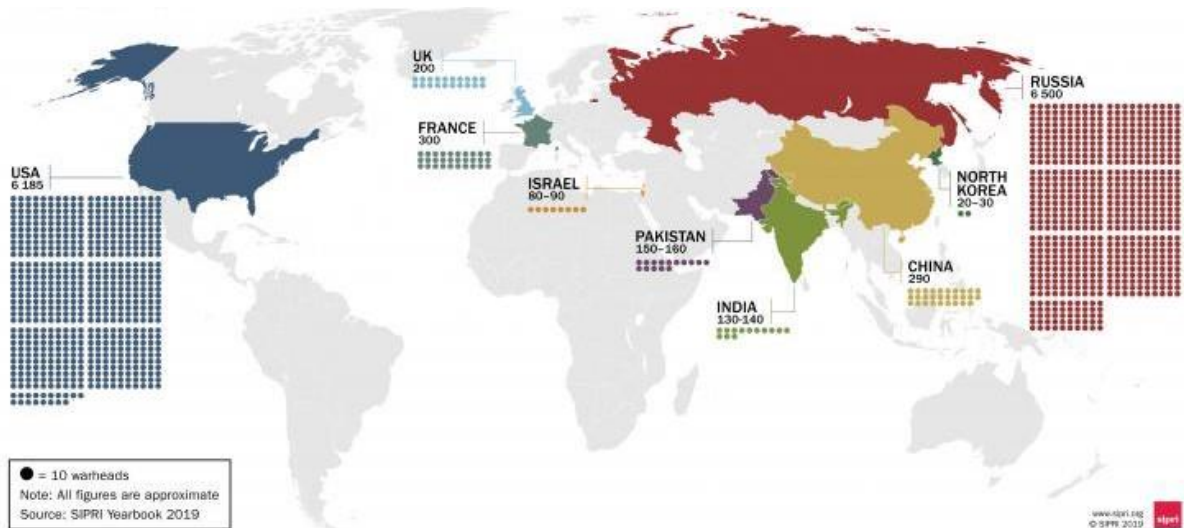 UK
200
FRANCE
300
USA
6 185
ISRAEL
80–90
PAKISTAN
150–160
INDIA
130-140
CHINA
290
NORTH
KOREA
20–30
RUSSIA
6 500
= 10 warheads
Note: All figures are approximate
Source: SIPRI Yearbook 2019
www.sipri.org
© SIPRI 2019
sipri